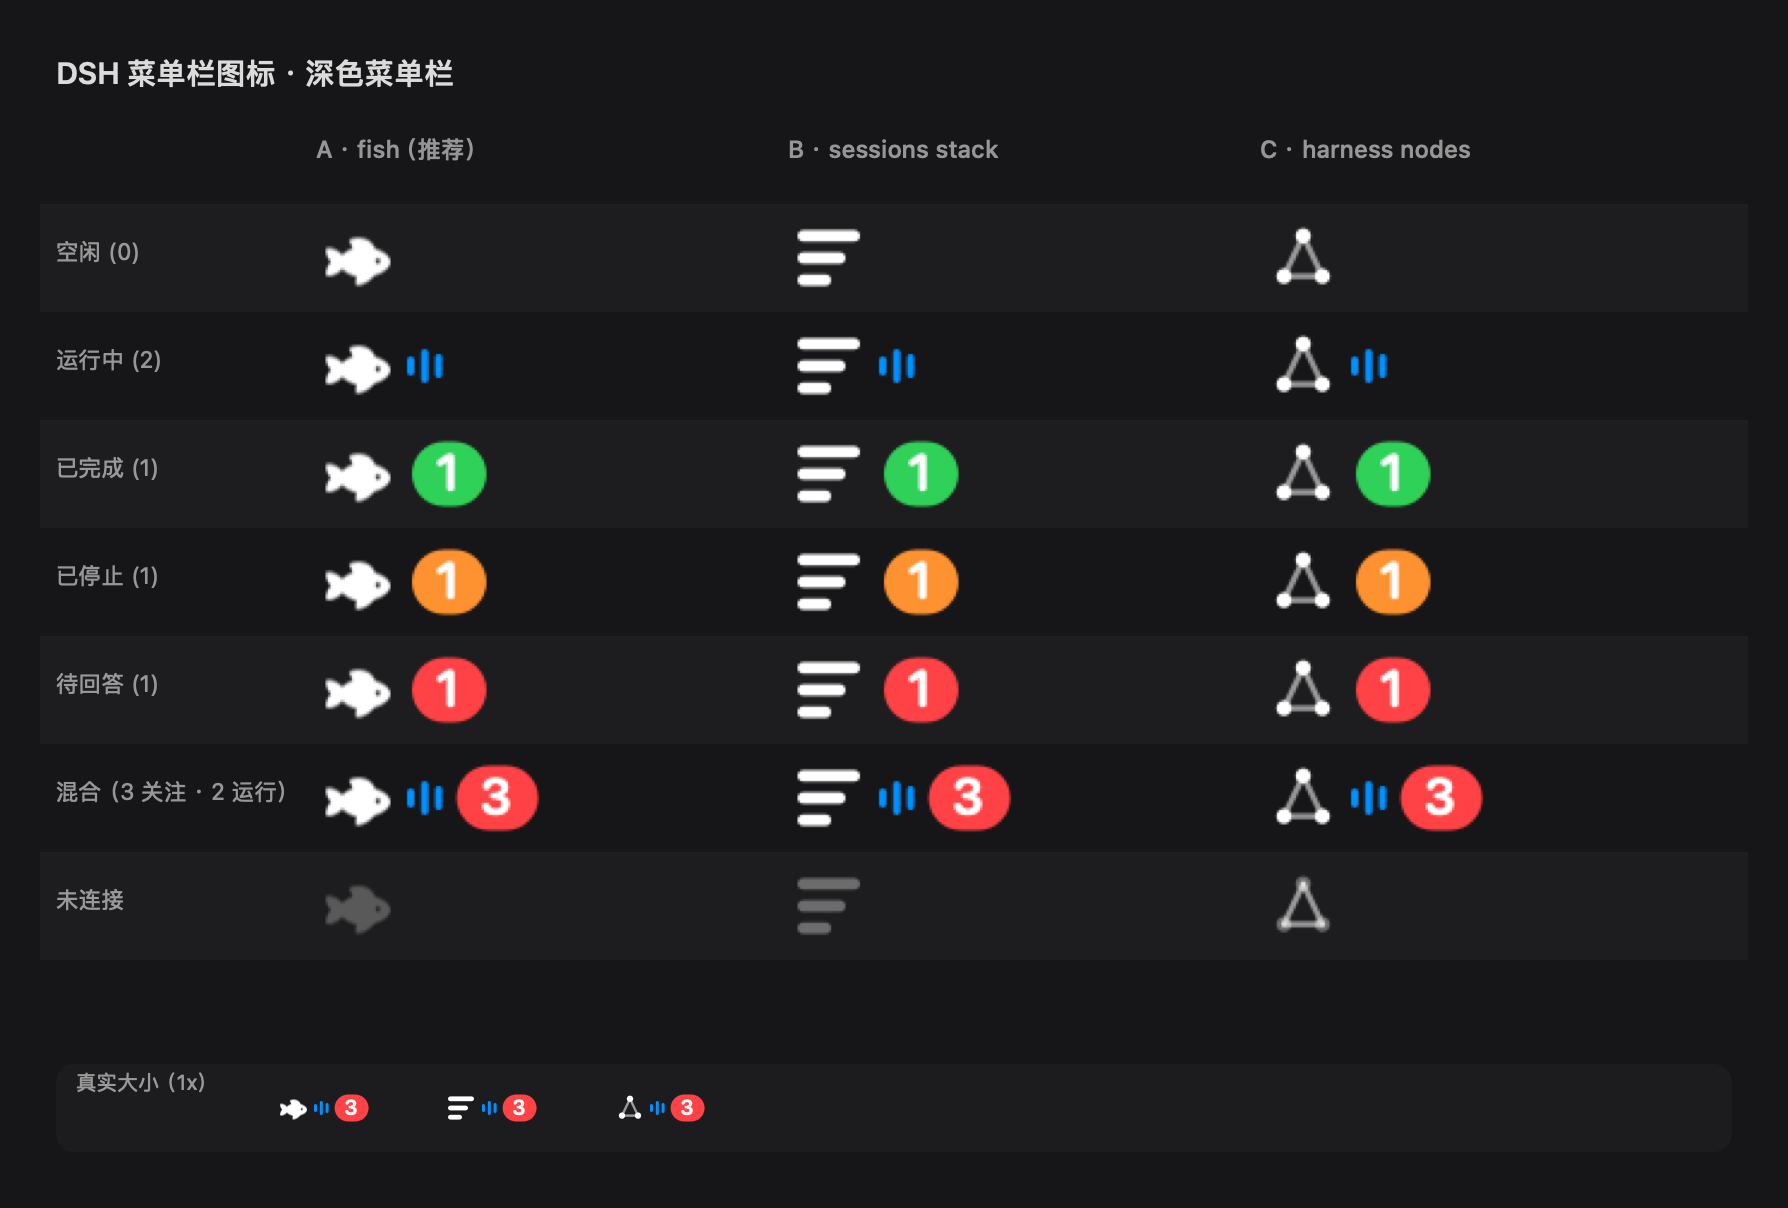 DSH 菜单栏图标 · 深色菜单栏
A · fish (推荐)
B · sessions stack
C · harness nodes
空闲 (0)
运行中 (2)
已完成 (1)
1
1
1
已停止 (1)
1
1
1
待回答 (1)
1
1
1
混合 (3 关注 · 2 运行)
3
3
3
未连接
真实大小 (1x)
3
3
3